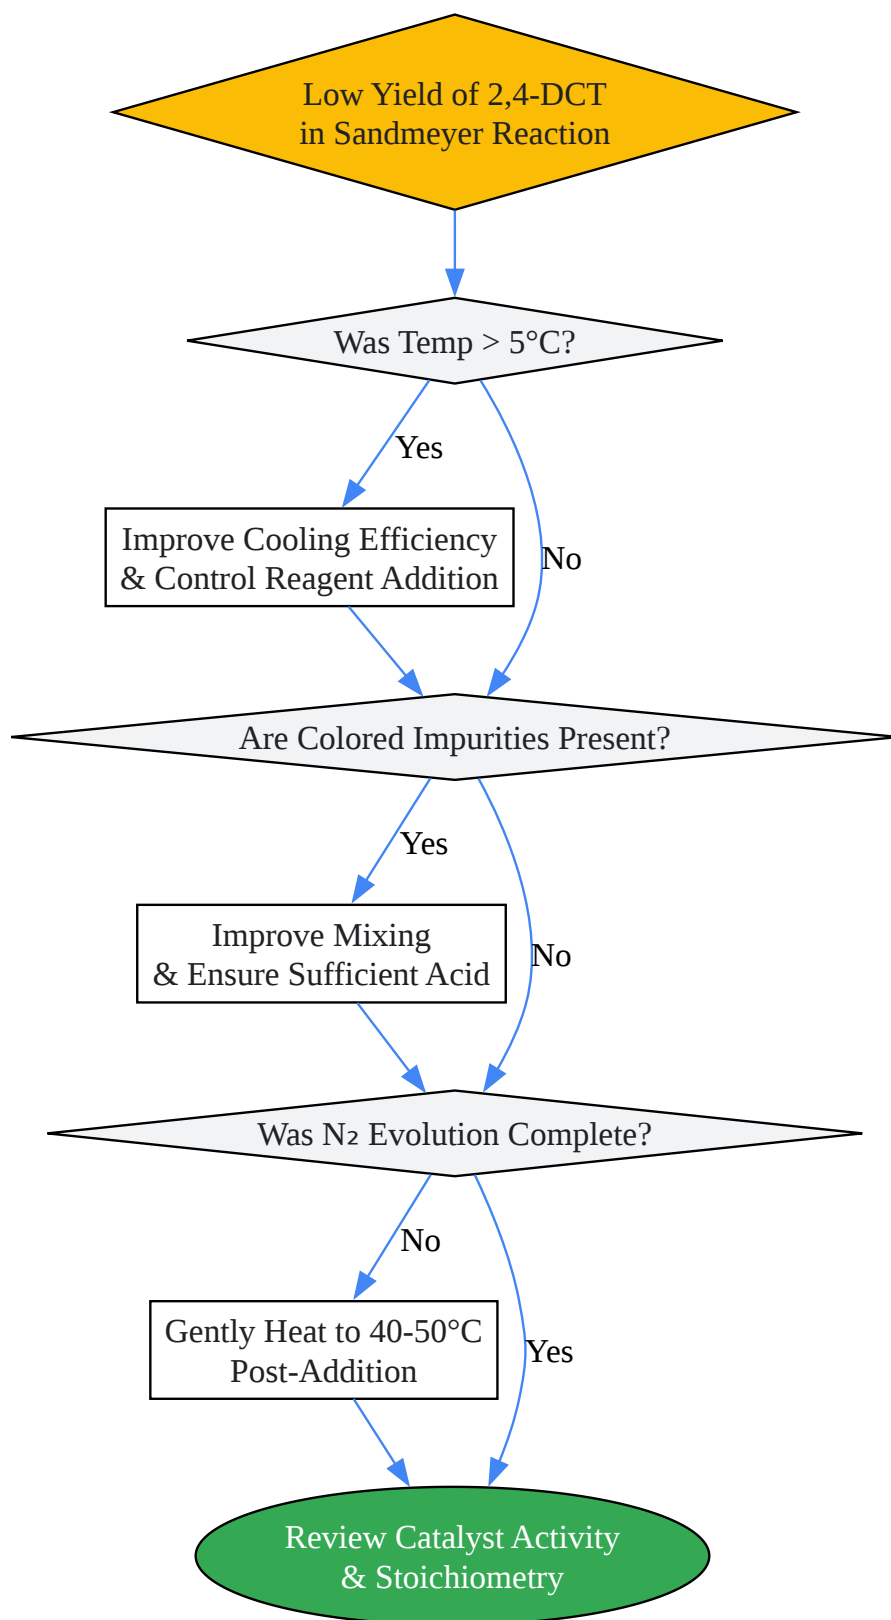 Low Yield of 2,4-DCT
in Sandmeyer Reaction
Was Temp > 5°C?
Yes
Improve Cooling Efficiency
& Control Reagent Addition
No
Are Colored Impurities Present?
Yes
Improve Mixing
& Ensure Sufficient Acid
No
Was N₂ Evolution Complete?
No
Gently Heat to 40-50°C
Post-Addition
Yes
Review Catalyst Activity
& Stoichiometry